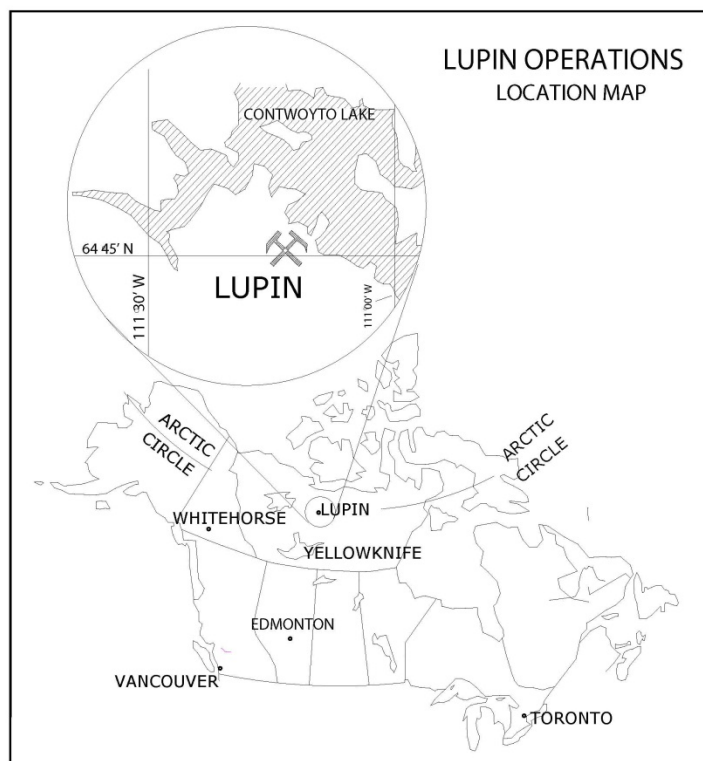 LUPIN OPERATIONS
LOCATION MAP
CONTWOYTO LAKE
64 45' N
LUPIN
111 30' W
111 00' W
ARCTIC
CIRCLE
ARCTIC
CIRCLE
LUPIN
WHITEHORSE
YELLOWKNIFE
EDMONTON
VANCOUVER
TORONTO